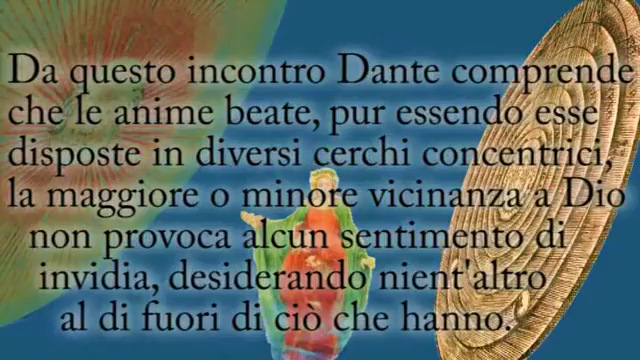 Da questo incontro Dante comprende
che le anime beate, pur essendo esse
disposte in diversi cerchi concentrici,
la maggiore o minore vicinanza a Dio
non provoca alcun sentimento di
invidia, desiderando nient'altro
al di fuori di ciò che hanno.